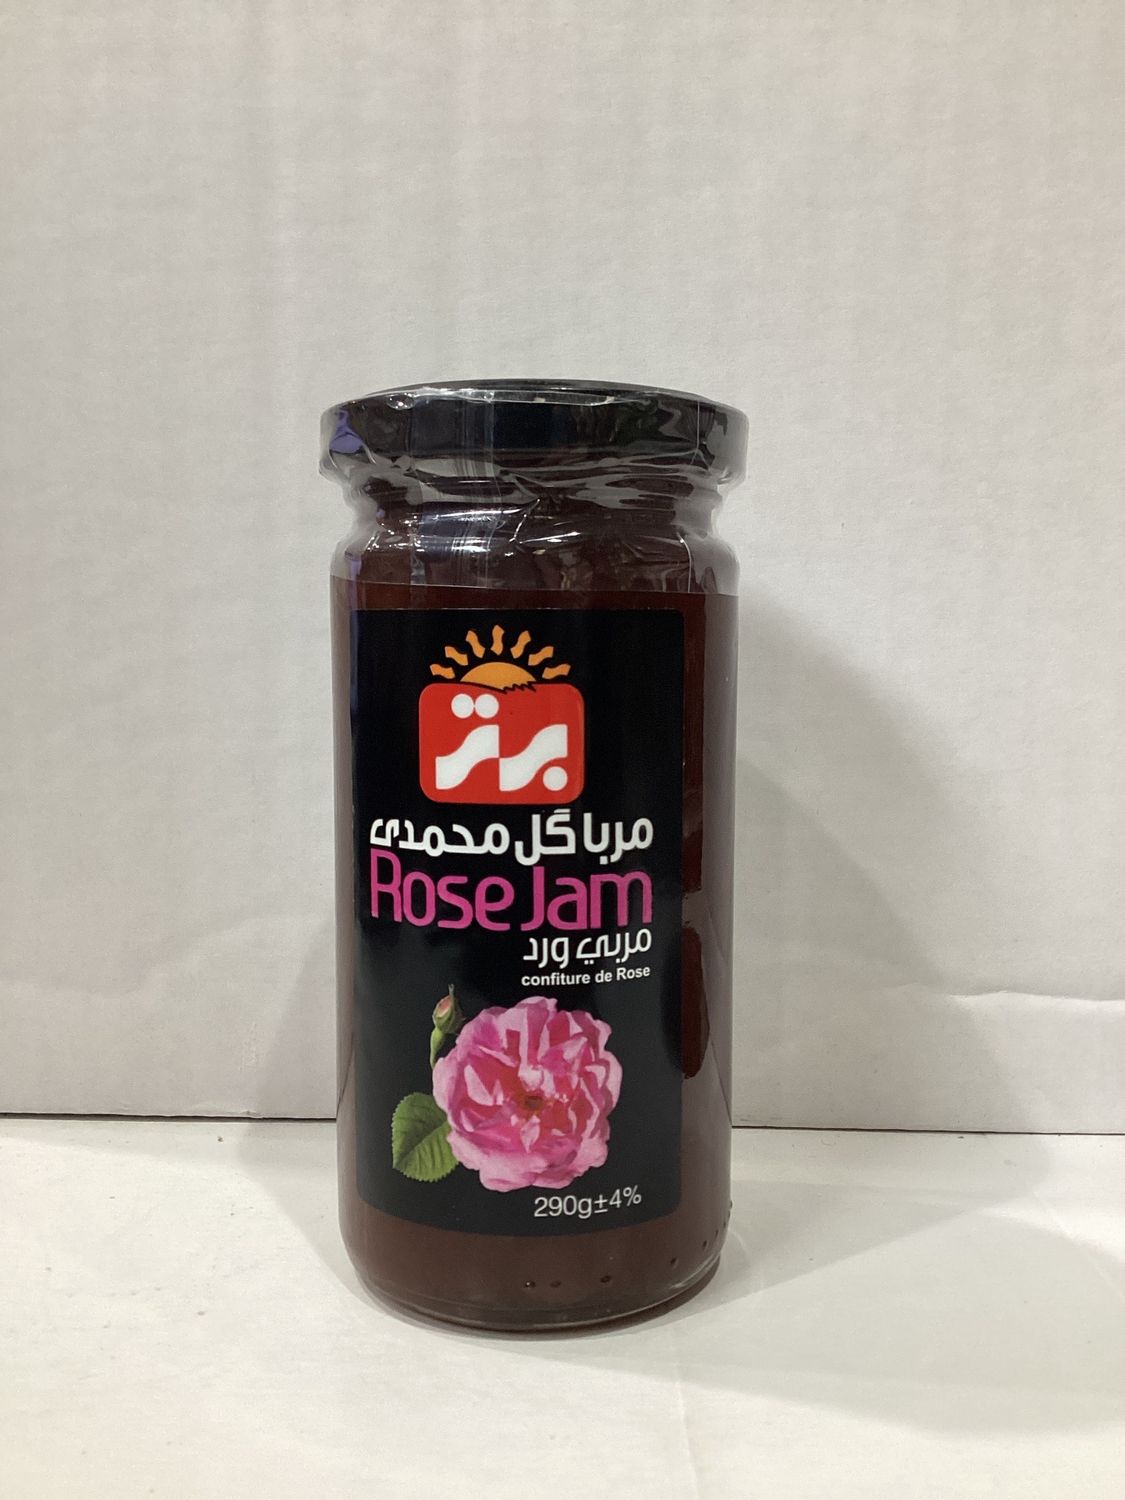 برتر
مربا گل محمدی
Rose Jam
مربي ورد
confiture de Rose
290g±4%